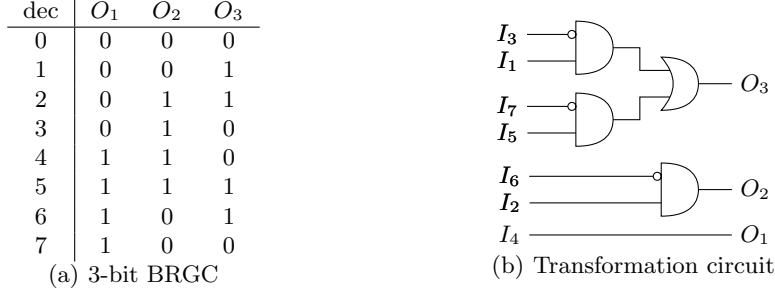 dec O₁ O₂ O₃
0 0 0 0
1 0 0 1
2 0 1 1
3 0 1 0
4 1 1 0
5 1 1 1
6 1 0 1
7 1 0 0
(a) 3-bit BRGC
I₃
I₁
O₃
I₇
I₅
I₆
O₂
I₂
I₄ O₁
(b) Transformation circuit